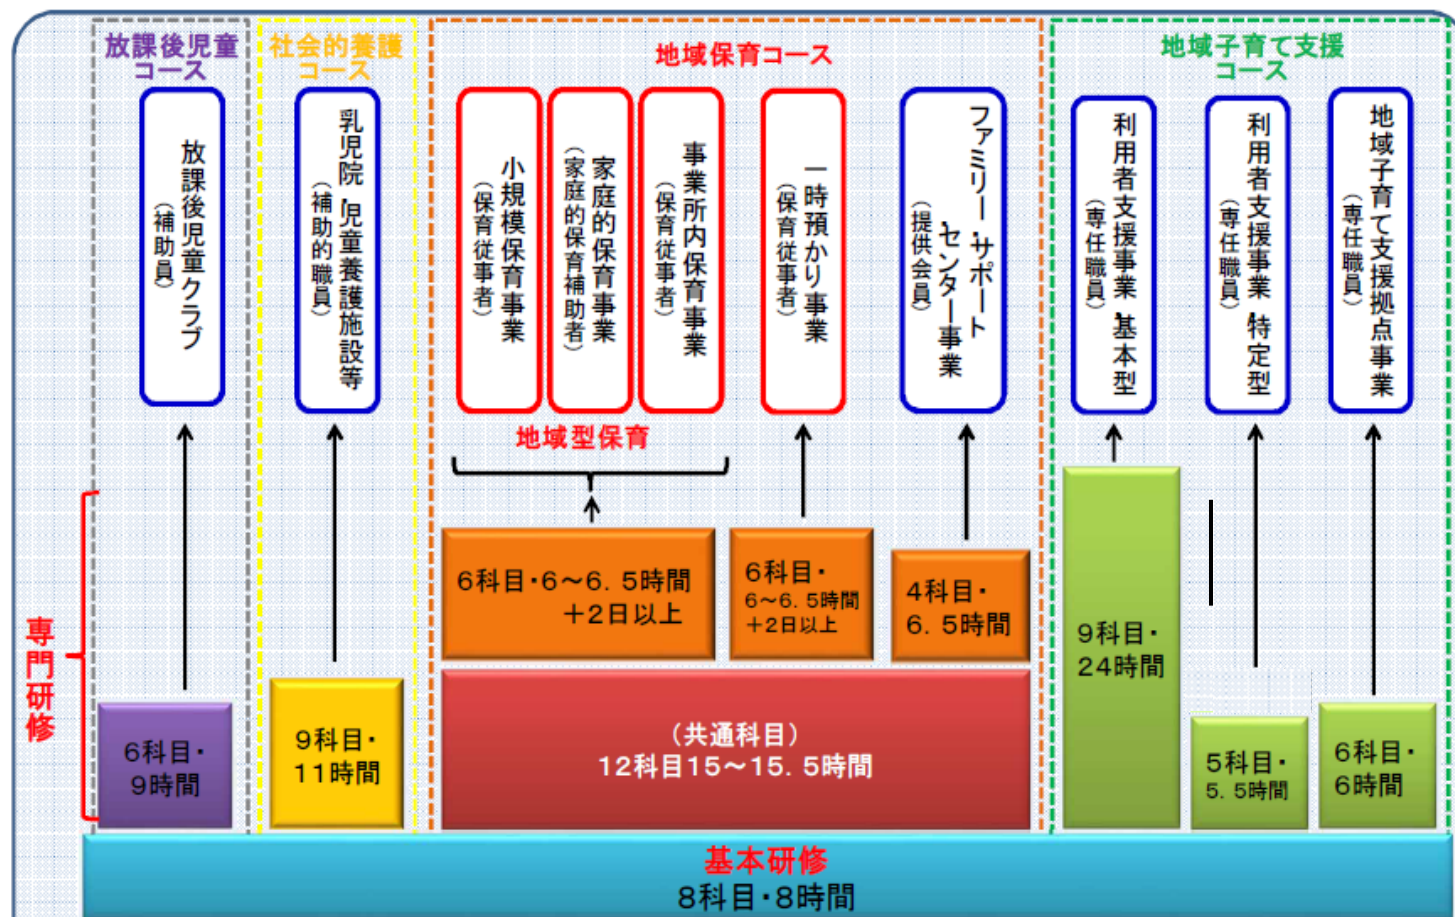 放課後児童
コース
社会的養護
コース
地域保育コース
地域子育て支援
コース
放課後児童クラブ
（補助員）
乳児院・児童養護施設等
（補助的職員）
小規模保育事業
（保育従事者）
家庭的保育事業
（家庭的保育補助者）
事業所内保育事業
（保育従事者）
一時預かり事業
（保育従事者）
ファミリー・サポート
・センター事業
（提供会員）
利用者支援事業・基本型
（専任職員）
利用者支援事業・特定型
（専任職員）
地域子育て支援拠点事業
（専任職員）
地域型保育
専門研修
6科目・
9時間
9科目・
11時間
6科目・6～6．5時間
＋2日以上
6科目・
6～6．5時間
＋2日以上
4科目・
6．5時間
（共通科目）
12科目15～15．5時間
9科目・
24時間
5科目・
5．5時間
6科目・
6時間
基本研修
8科目・8時間